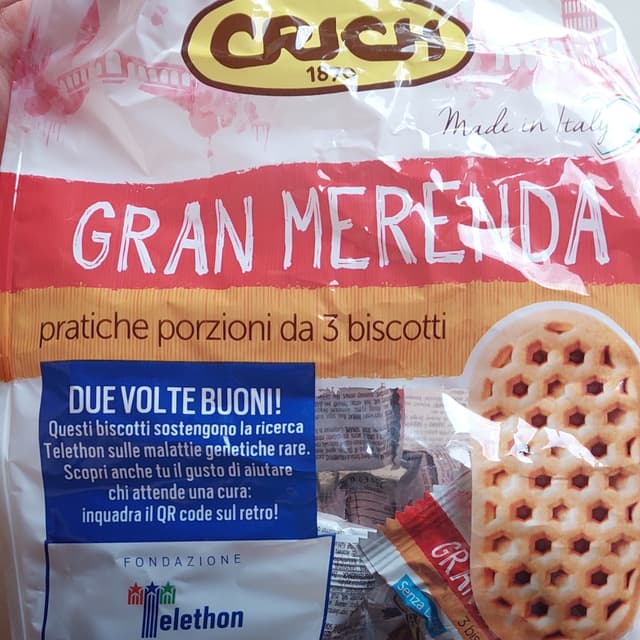 CRICH
1870
Made in Italy
GRAN MERENDA
pratiche porzioni da 3 biscotti
DUE VOLTE BUONI!
Questi biscotti sostengono la ricerca
Telethon sulle malattie genetiche rare.
Scopri anche tu il gusto di aiutare
chi attende una cura:
inquadra il QR code sul retro!
FONDAZIONE
Telethon
GRA
Senza